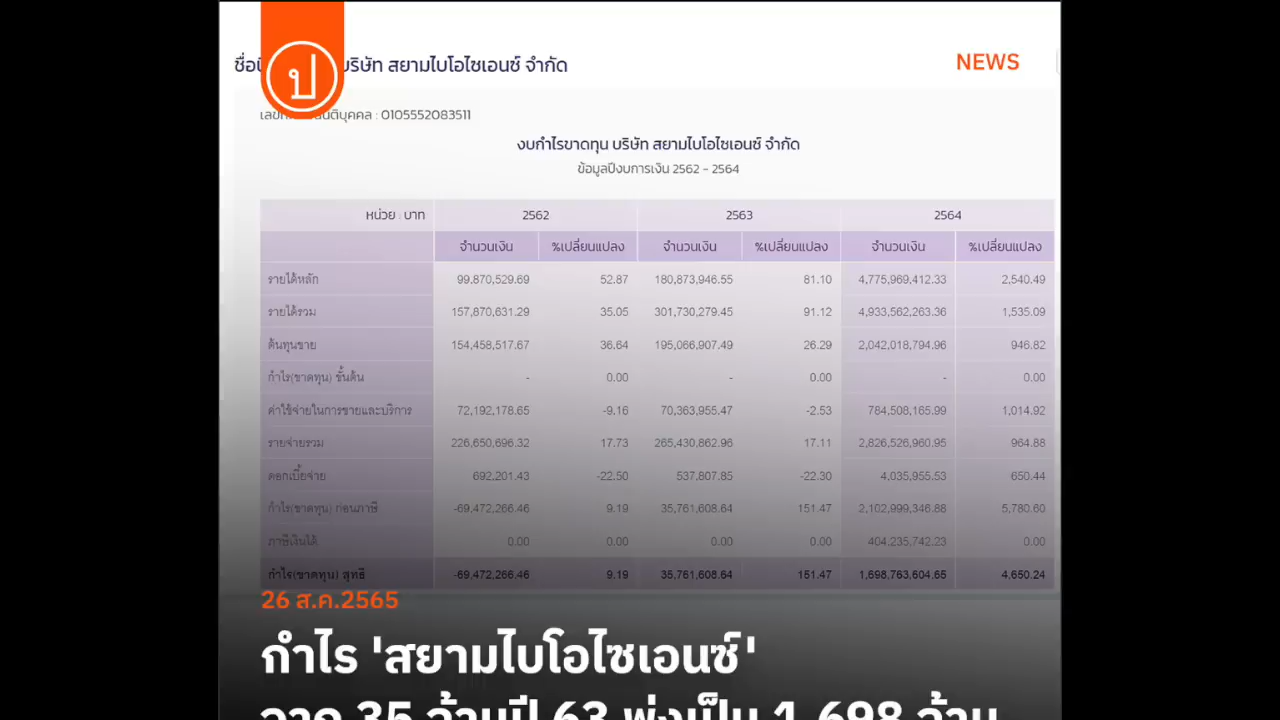 ป
NEWS
บริษัท สยามไบโอไซเอนซ์ จำกัด
0105552083511
งบกำไรขาดทุน บริษัท สยามไบโอไซเอนซ์ จำกัด
ข้อมูลปีงบการเงิน 2562 - 2564
หน่วย : บาท 2562 2563 2564
จำนวนเงิน %เปลี่ยนแปลง จำนวนเงิน %เปลี่ยนแปลง จำนวนเงิน %เปลี่ยนแปลง
รายได้หลัก 99,870,529.69 52.87 180,873,946.55 81.10 4,775,969,412.33 2,540.49
รายได้รวม 157,870,631.29 35.05 301,730,279.45 91.12 4,933,562,263.36 1,535.09
ต้นทุนขาย 154,458,517.67 36.64 195,066,907.49 26.29 2,042,018,794.96 946.82
กำไร(ขาดทุน) ขั้นต้น - 0.00 - 0.00 - 0.00
ค่าใช้จ่ายในการขายและบริการ 72,192,178.65 -9.16 70,363,955.47 -2.53 784,508,165.99 1,014.92
รายจ่ายรวม 226,650,696.32 17.73 265,430,862.96 17.11 2,826,526,960.95 964.88
ดอกเบี้ยจ่าย 692,201.43 -22.50 537,807.85 -22.30 4,035,955.53 650.44
กำไร(ขาดทุน) ก่อนภาษี -69,472,266.46 9.19 35,761,608.64 151.47 2,102,999,346.88 5,780.60
ภาษีเงินได้ 0.00 0.00 0.00 0.00 404,235,742.23 0.00
กำไร(ขาดทุน) สุทธิ -69,472,266.46 9.19 35,761,608.64 151.47 1,698,763,604.65 4,650.24
26 ส.ค.2565
กำไร 'สยามไบโอไซเอนซ์'
จาก 35 ล้านปี 63 พุ่งเป็น 1,698 ล้าน